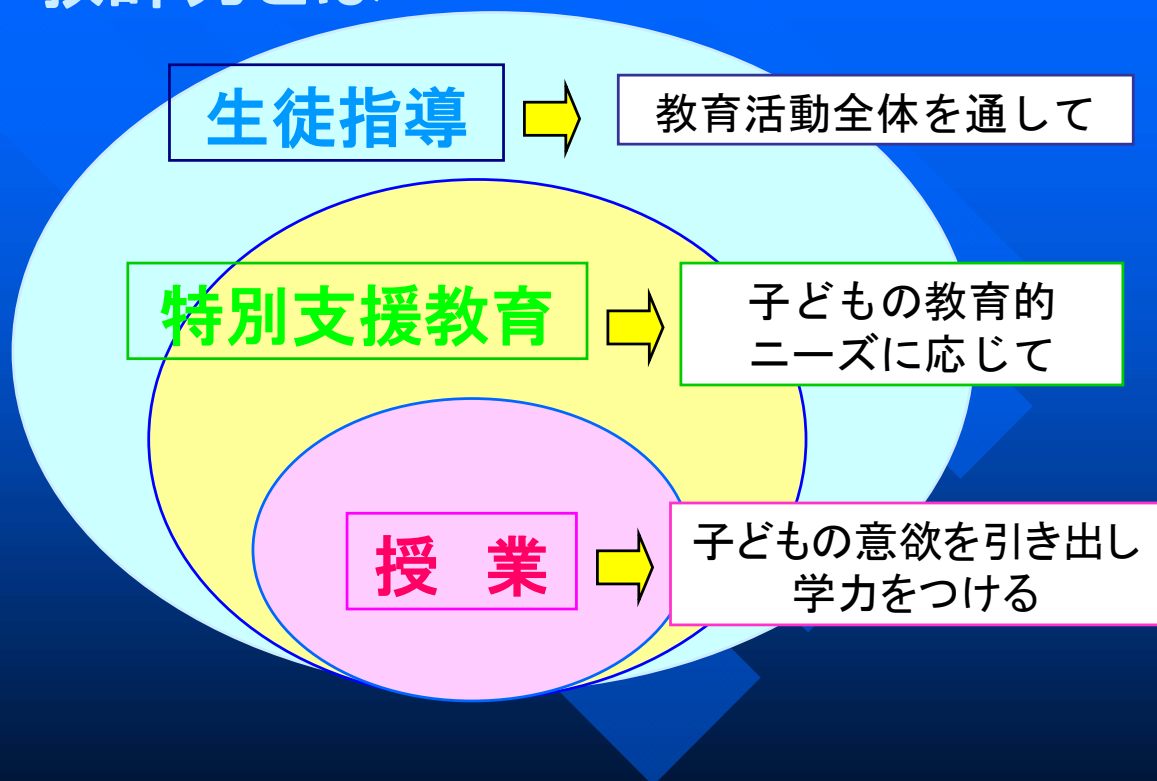 生徒指導
教育活動全体を通して
特別支援教育
子どもの教育的
ニーズに応じて
授 業
子どもの意欲を引き出し
学力をつける